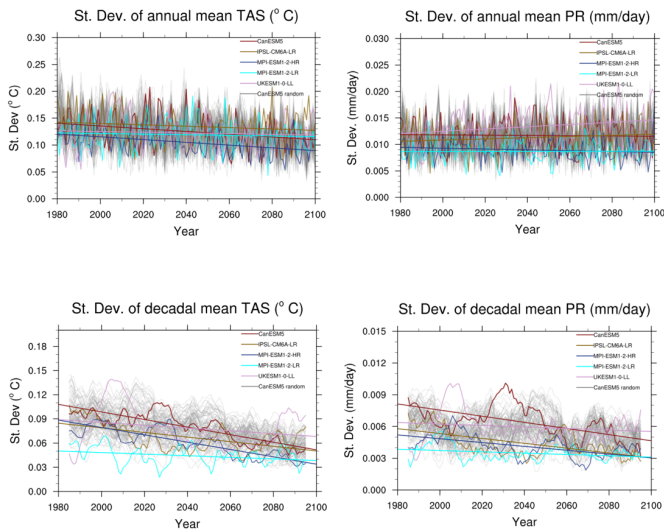 St. Dev. of annual mean TAS (° C)
0.30
0.25
0.20
0.15
0.10
0.05
0.00
St. Dev (° C)
CanESM5
IPSL-CM6A-LR
MPI-ESM1-2-HR
MPI-ESM1-2-LR
UKESM1-0-LL
CanESM5 random
1980 2000 2020 2040 2060 2080 2100
Year
St. Dev. of annual mean PR (mm/day)
0.030
0.025
0.020
0.015
0.010
0.005
0.000
St. Dev. (mm/day)
CanESM5
IPSL-CM6A-LR
MPI-ESM1-2-HR
MPI-ESM1-2-LR
UKESM1-0-LL
CanESM5 random
1980 2000 2020 2040 2060 2080 2100
Year
St. Dev. of decadal mean TAS (° C)
0.18
0.15
0.12
0.09
0.06
0.03
0.00
St. Dev (° C)
CanESM5
IPSL-CM6A-LR
MPI-ESM1-2-HR
MPI-ESM1-2-LR
UKESM1-0-LL
CanESM5 random
1980 2000 2020 2040 2060 2080 2100
Year
St. Dev. of decadal mean PR (mm/day)
0.015
0.012
0.009
0.006
0.003
0.000
St. Dev. (mm/day)
CanESM5
IPSL-CM6A-LR
MPI-ESM1-2-HR
MPI-ESM1-2-LR
UKESM1-0-LL
CanESM5 random
1980 2000 2020 2040 2060 2080 2100
Year